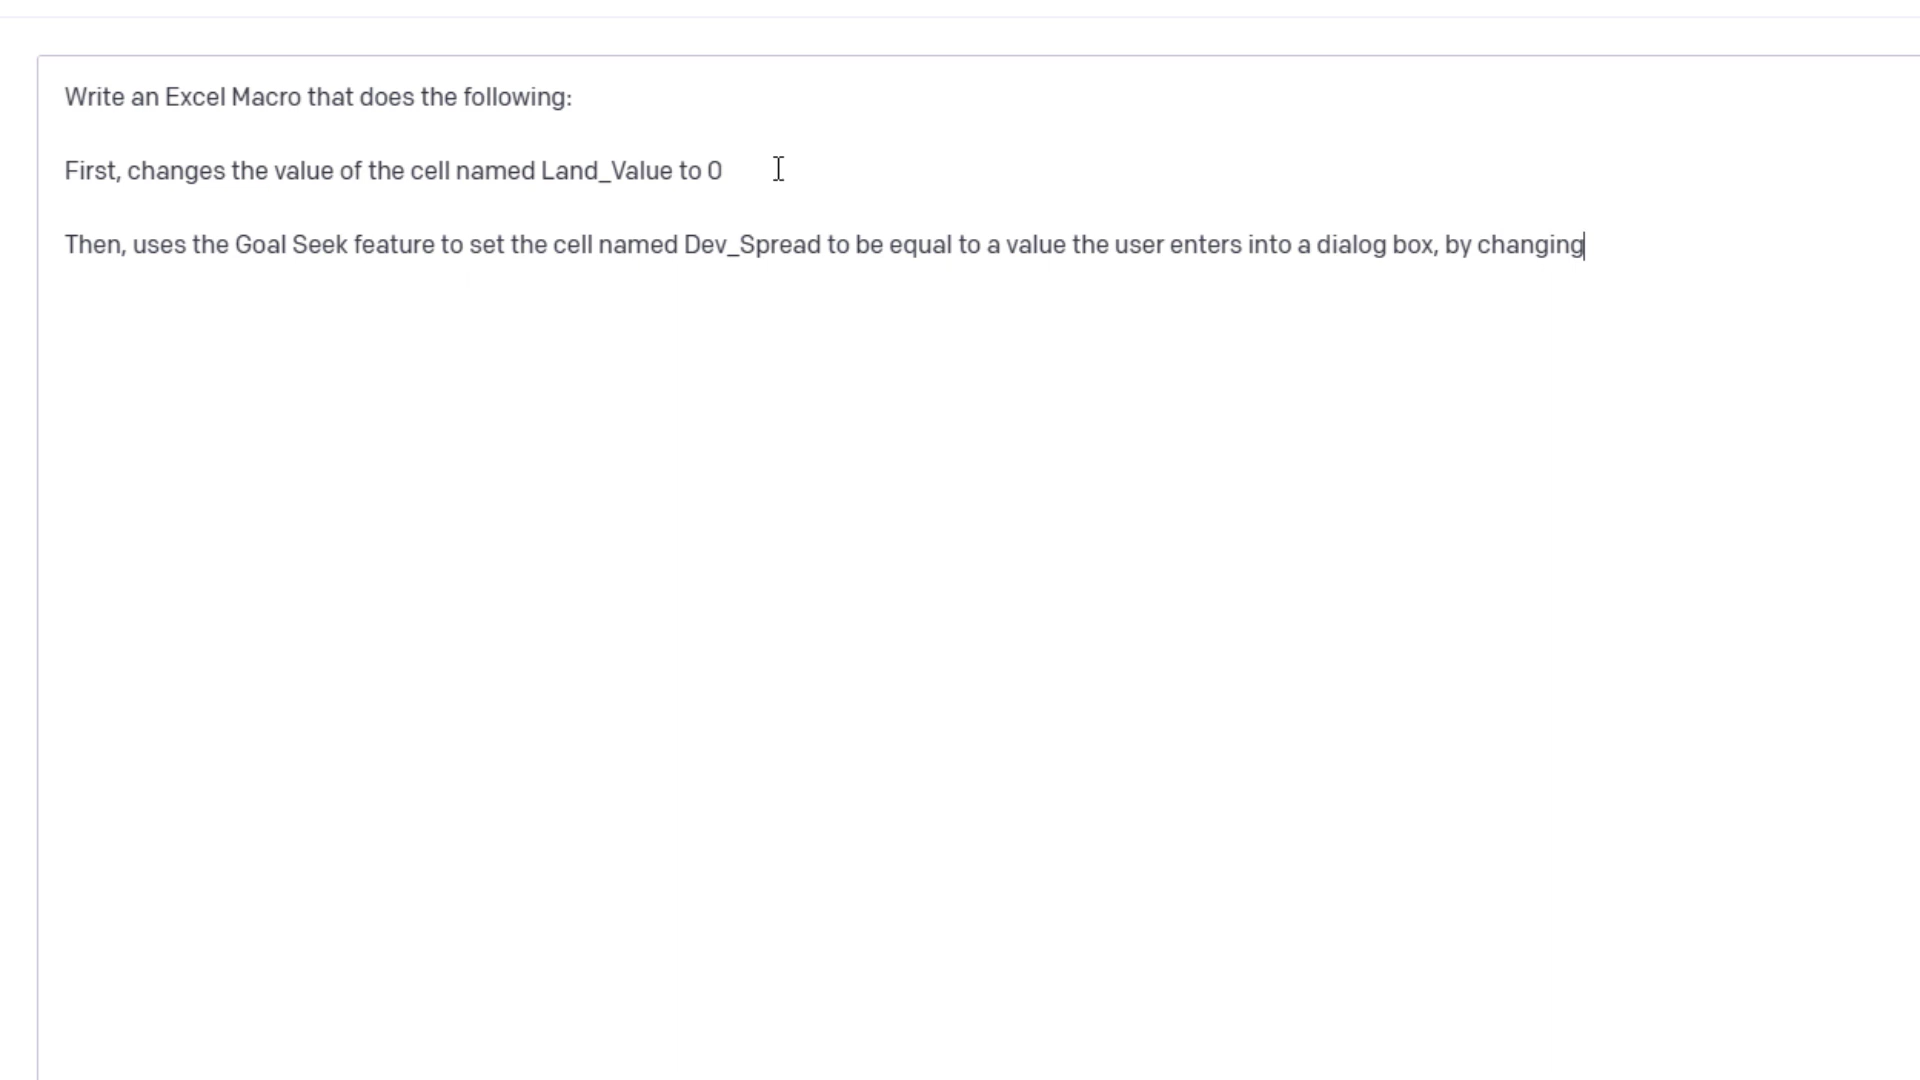 Write an Excel Macro that does the following:
First, changes the value of the cell named Land_Value to 0
Then, uses the Goal Seek feature to set the cell named Dev_Spread to be equal to a value the user enters into a dialog box, by changing